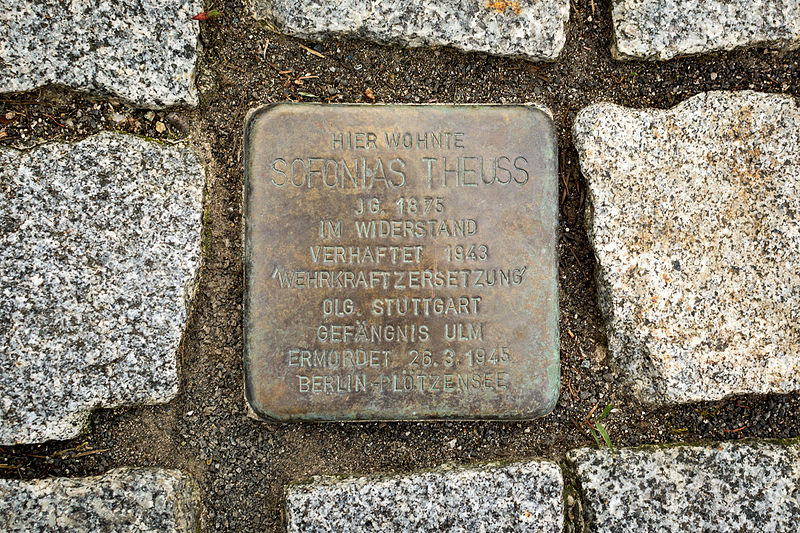 HIER WOHNTE
SOFONIAS THEUSS
JG. 1875
IM WIDERSTAND
VERHAFTET 1943
'WEHRKRAFTZERSETZUNG'
OLG. STUTTGART
GEFÄNGNIS ULM
ERMORDET 26.3.1945
BERLIN-PLÖTZENSEE